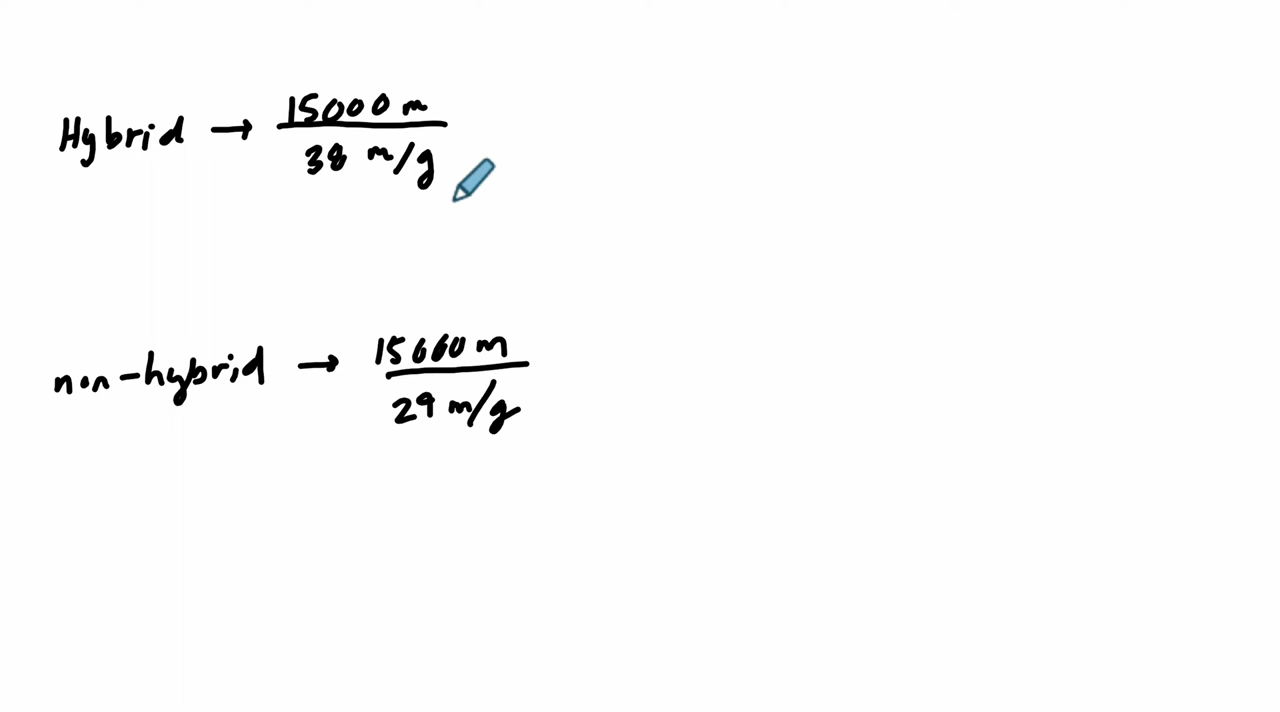 Hybrid → 15000 m
38 m/g
non-hybrid → 15000 m
29 m/g